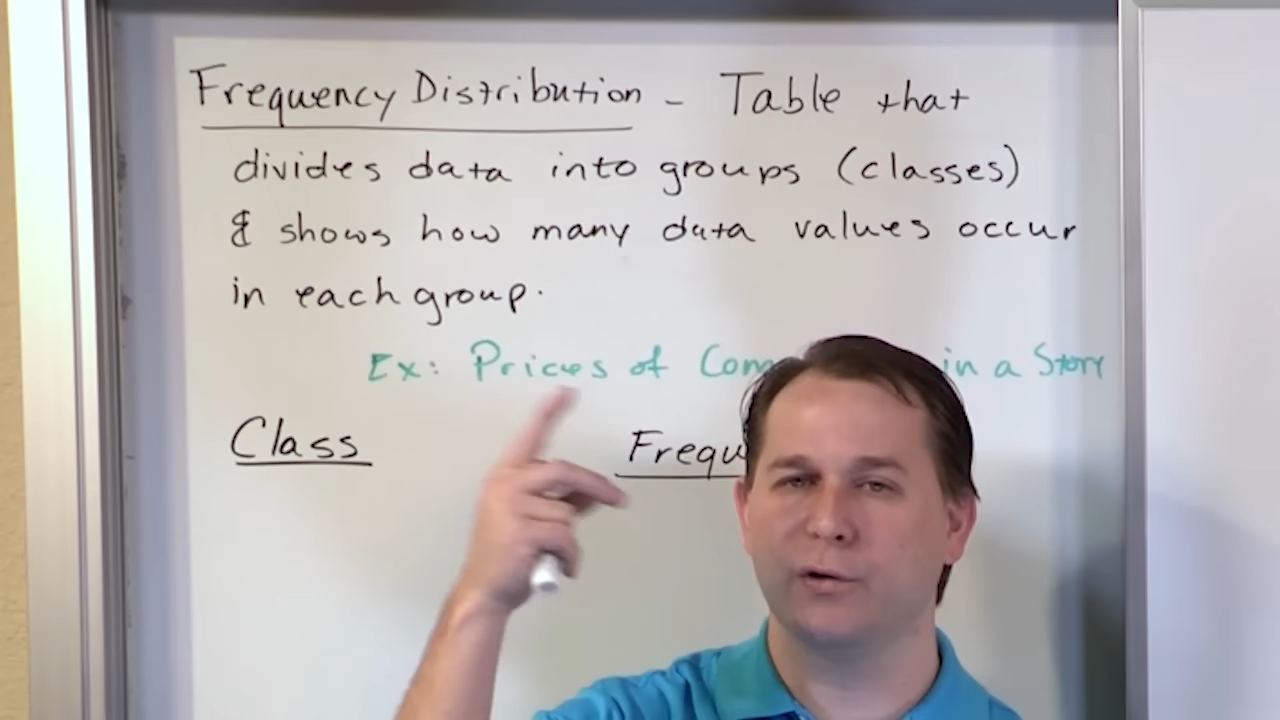 Frequency Distribution - Table that
divides data into groups (classes)
& shows how many data values occur
in each group.
Ex: Prices of Com in a Story
Class Frequ